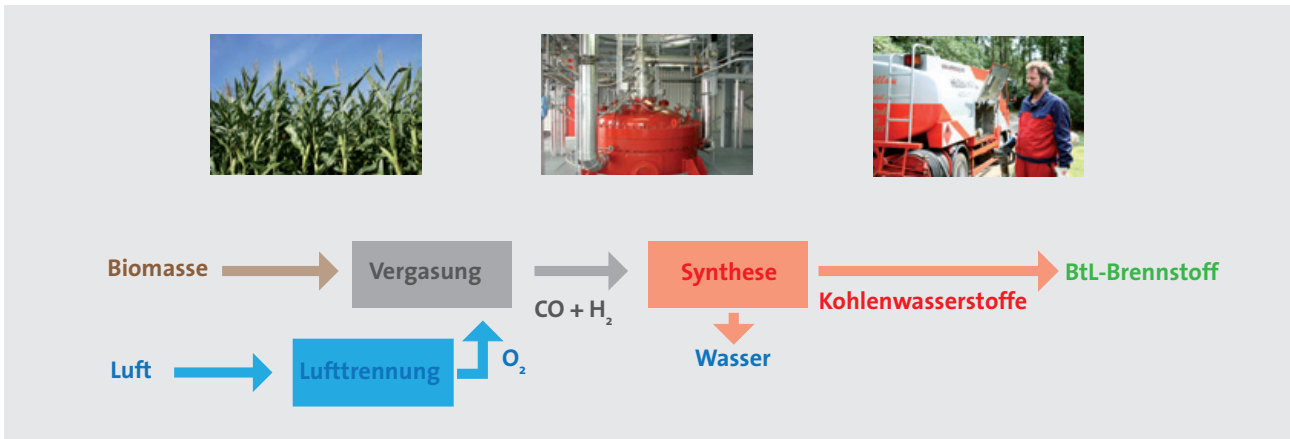 Biomasse
Vergasung
CO + H₂
Synthese
Kohlenwasserstoffe
BtL-Brennstoff
Luft
Lufttrennung
O₂
Wasser